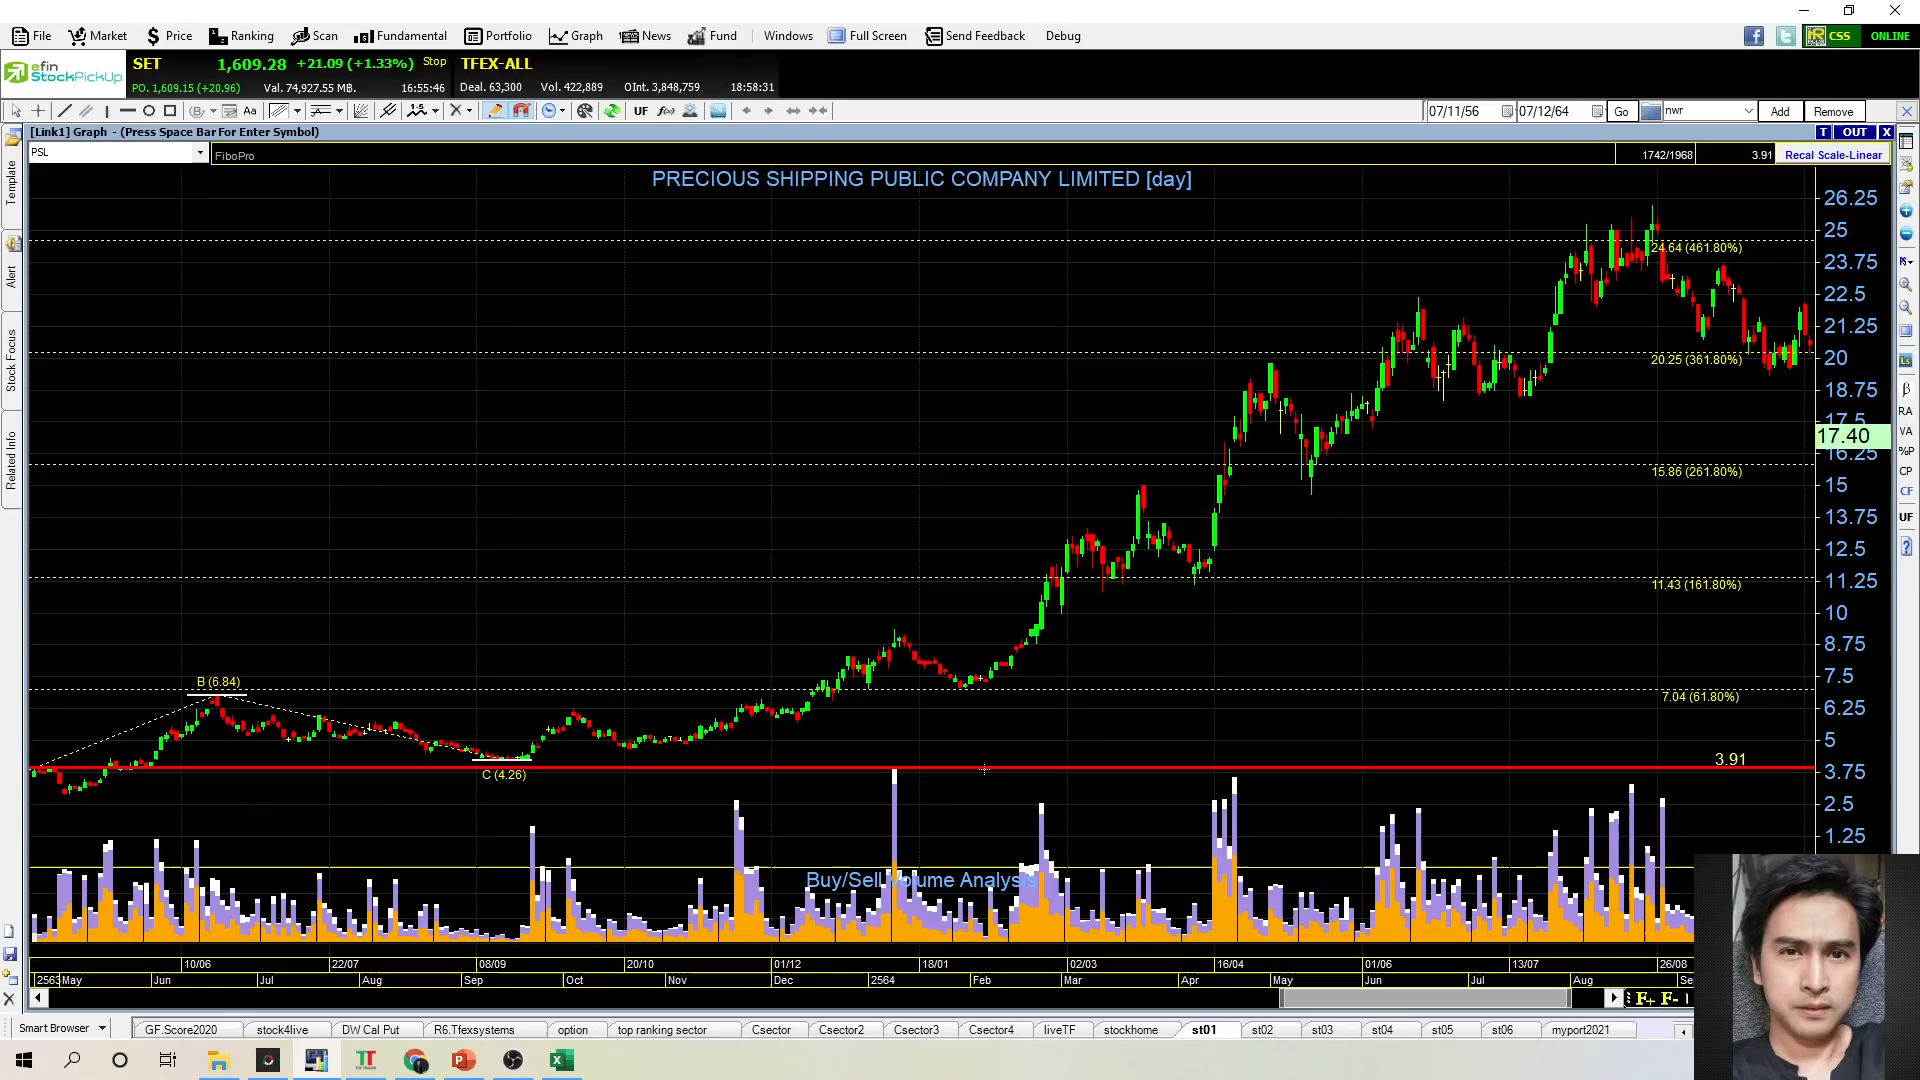 File Market Price Ranking Scan Fundamental Portfolio Graph News Fund Windows Full Screen Send Feedback Debug CSS ONLINE
efin
StockPickUp
SET 1,609.28 +21.09 (+1.33%) Stop TFEX-ALL
PO. 1,609.15 (+20.96) Val. 74,927.55 M฿. 16:55:46 Deal. 63,300 Vol. 422,889 OInt. 3,848,759 18:58:31
Aa UF f(x) 07/11/56 07/12/64 Go nwr Add Remove
[Link1] Graph - (Press Space Bar For Enter Symbol) T OUT X
PSL FiboPro 1742/1968 3.91 Recal Scale-Linear
PRECIOUS SHIPPING PUBLIC COMPANY LIMITED [day]
Template
Alert
Stock Focus
Related Info
26.25
25
24.64 (461.80%)
23.75
22.5
21.25
20.25 (361.80%)
20
18.75
17.5
17.40
16.25
15.86 (261.80%)
15
13.75
12.5
11.43 (161.80%)
11.25
10
8.75
7.5
B (6.84)
7.04 (61.80%)
6.25
5
3.91
C (4.26)
3.75
2.5
1.25
Buy/Sell Volume Analysis
β
RA
VA
%P
CP
CF
UF
10/06 22/07 08/09 20/10 01/12 18/01 02/03 16/04 01/06 13/07 26/08
2563 May Jun Jul Aug Sep Oct Nov Dec 2564 Feb Mar Apr May Jun Jul Aug Se
F+ F-
Smart Browser GF.Score2020 stock4live DW Cal Put R6.Tfexsystems option top ranking sector Csector Csector2 Csector3 Csector4 liveTF stockhome st01 st02 st03 st04 st05 st06 myport2021